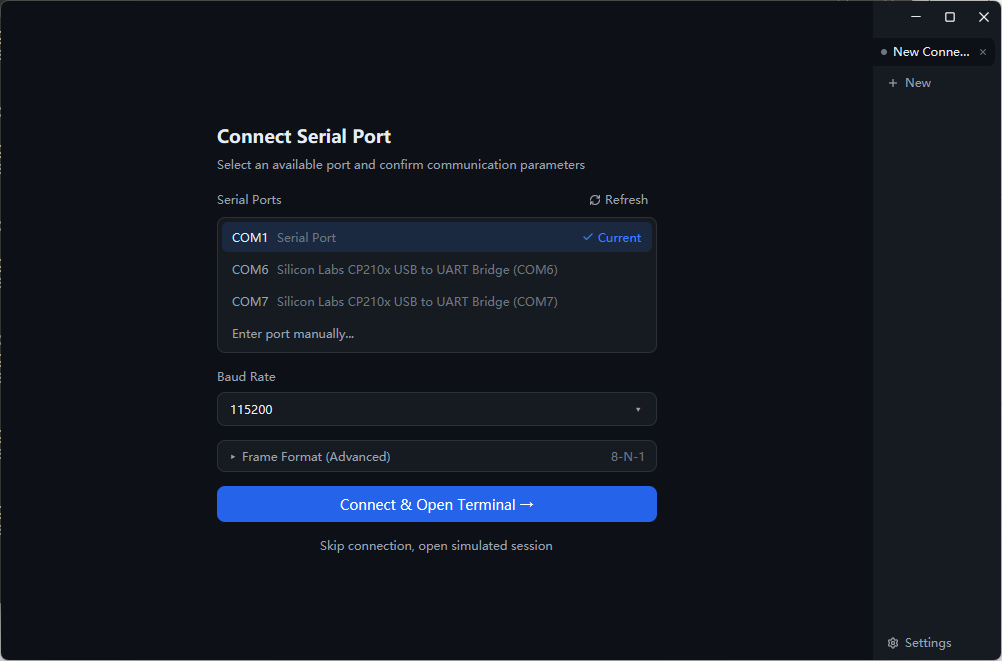 New Conne...
+ New
Connect Serial Port
Select an available port and confirm communication parameters
Serial Ports
Refresh
COM1 Serial Port ✓ Current
COM6 Silicon Labs CP210x USB to UART Bridge (COM6)
COM7 Silicon Labs CP210x USB to UART Bridge (COM7)
Enter port manually...
Baud Rate
115200
Frame Format (Advanced) 8-N-1
Connect & Open Terminal →
Skip connection, open simulated session
Settings